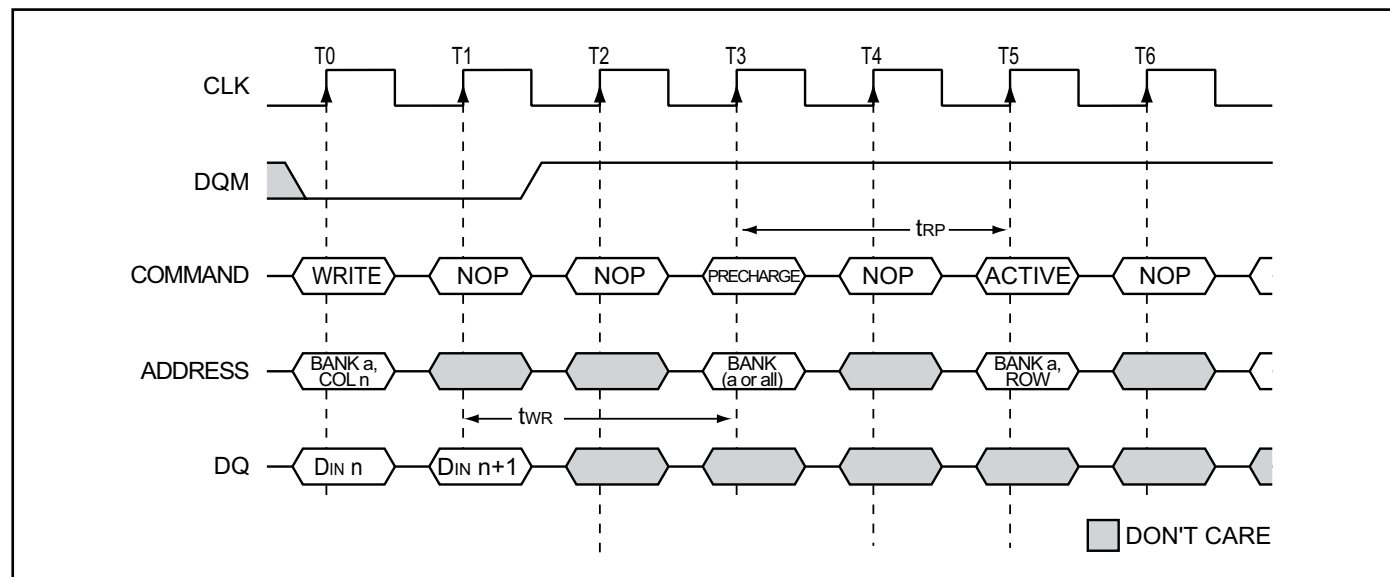 T0 T1 T2 T3 T4 T5 T6
CLK
DQM
tRP
COMMAND WRITE NOP NOP PRECHARGE NOP ACTIVE NOP
ADDRESS BANK a, COL n BANK (a or all) BANK a, ROW
tWR
DQ DIN n DIN n+1
DON'T CARE